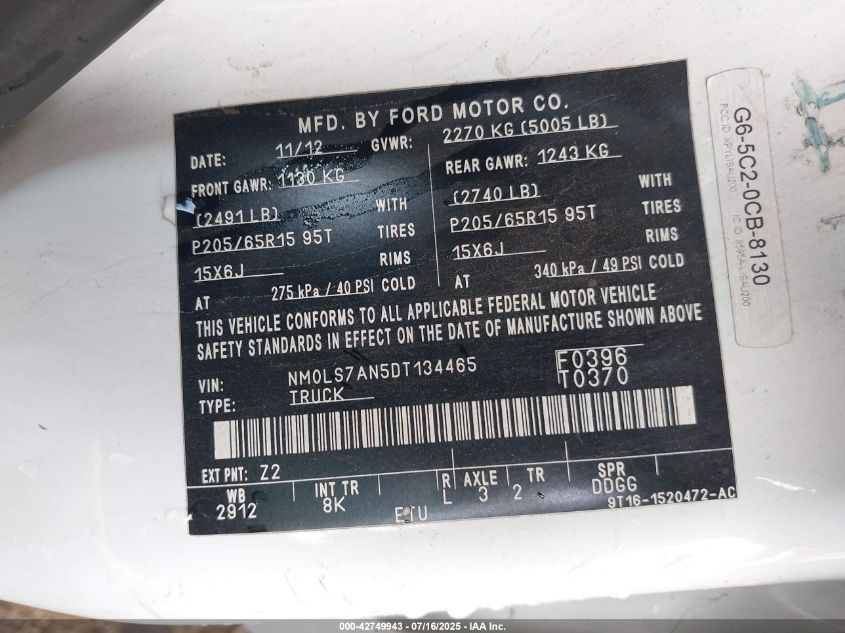 MFD. BY FORD MOTOR CO.
DATE: 11/12 GVWR: 2270 KG (5005 LB)
FRONT GAWR: 1130 KG REAR GAWR: 1243 KG
(2491 LB) WITH (2740 LB) WITH
P205/65R15 95T TIRES P205/65R15 95T TIRES
15X6J RIMS 15X6J RIMS
AT 275 kPa / 40 PSI COLD AT 340 kPa / 49 PSI COLD
THIS VEHICLE CONFORMS TO ALL APPLICABLE FEDERAL MOTOR VEHICLE
SAFETY STANDARDS IN EFFECT ON THE DATE OF MANUFACTURE SHOWN ABOVE
VIN: NM0LS7AN5DT134465 F0396
TYPE: TRUCK T0370
EXT PNT: Z2
WB INT TR R AXLE TR SPR
2912 8K L 3 2 DDGG
9T16-1520472-AC
G6-5C2-0CB-8130
000-42749943 - 07/16/2025 - IAA Inc.